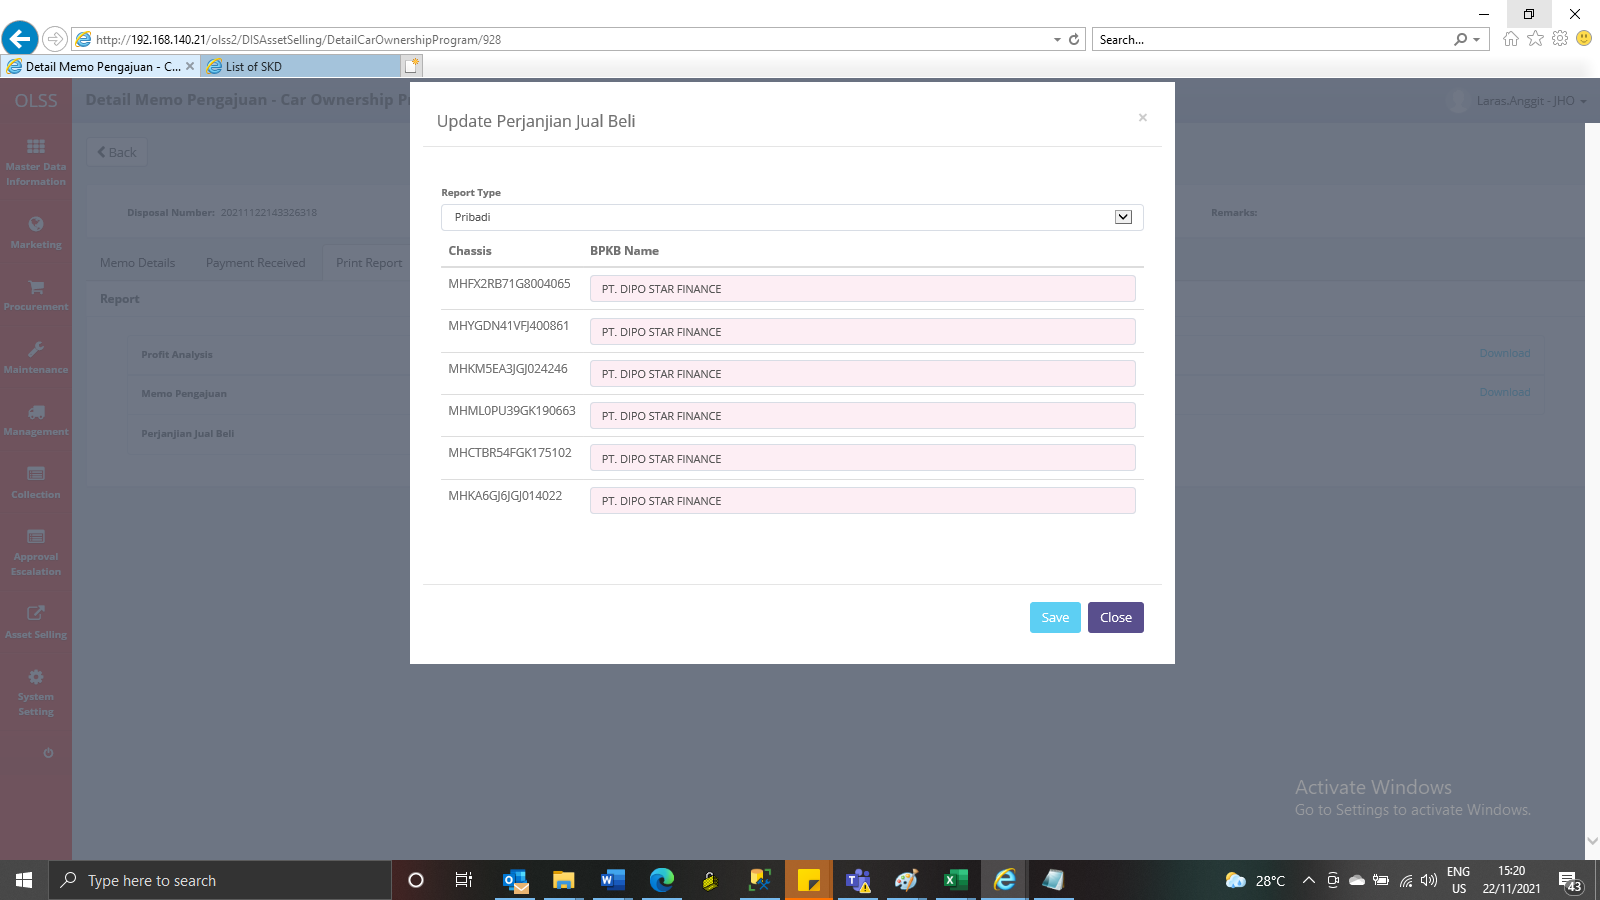 http://192.168.140.21/olss2/DISAssetSelling/DetailCarOwnershipProgram/928
Search...
Detail Memo Pengajuan - C...
List of SKD
OLSS
Detail Memo Pengajuan - Car Ownership P
Laras.Anggit - JHO
Update Perjanjian Jual Beli
×
Back
Master Data
Information
Marketing
Procurement
Maintenance
Management
Collection
Approval
Escalation
Asset Selling
System
Setting
Disposal Number: 20211122143326318
Remarks:
Memo Details
Payment Received
Print Report
Report
Profit Analysis
Download
Memo Pengajuan
Download
Perjanjian Jual Beli
Report Type
Pribadi
Chassis BPKB Name
MHFX2RB71G8004065 PT. DIPO STAR FINANCE
MHYGDN41VFJ400861 PT. DIPO STAR FINANCE
MHKM5EA3JGJ024246 PT. DIPO STAR FINANCE
MHML0PU39GK190663 PT. DIPO STAR FINANCE
MHCTBR54FGK175102 PT. DIPO STAR FINANCE
MHKA6GJ6JGJ014022 PT. DIPO STAR FINANCE
Save
Close
Activate Windows
Go to Settings to activate Windows.
Type here to search
28°C
ENG
US
15:20
22/11/2021
43